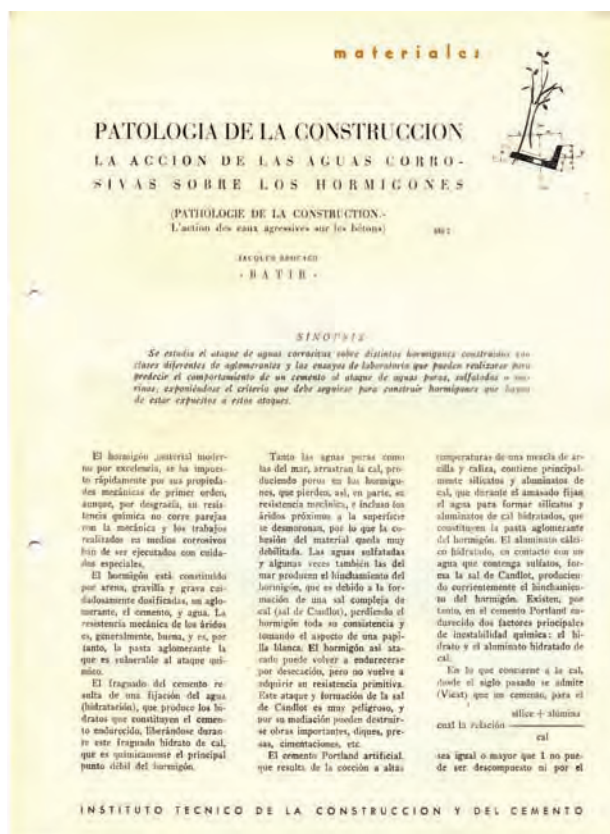 materiales
PATOLOGIA DE LA CONSTRUCCION
LA ACCION DE LAS AGUAS CORRO-
SIVAS SOBRE LOS HORMIGONES
(PATHOLOGIE DE LA CONSTRUCTION.-
L'action des eaux agressives sur les bétons)
JACQUES
- BATIR -
SINOPSIS
Se estudia el ataque de aguas corrosivas sobre distintos hormigones construidos con
clases diferentes de aglomerantes y los ensayos de laboratorio que pueden realizarse para
predecir el comportamiento de un cemento al ataque de aguas puras, sulfatadas o ma-
rinas, exponiéndose el criterio que debe seguirse para construir hormigones que hayan
de estar expuestos a estos ataques.
El hormigón ,material moder-
no por excelencia, se ha impues-
to rápidamente por sus propieda-
des mecánicas de primer orden,
aunque, por desgracia, su resis-
tencia química no corre parejas
con la mecánica y los trabajos
realizados en medios corrosivos
han de ser ejecutados con cuida-
dos especiales.
El hormigón está constituído
por arena, gravilla y grava cui-
dadosamente dosificadas, un aglo-
merante, el cemento, y agua. La
resistencia mecánica de los áridos
es, generalmente, buena, y es, por
tanto, la pasta aglomerante la
que es vulnerable al ataque quí-
mico.
El fraguado del cemento re-
sulta de una fijación del agua
(hidratación), que produce los hi-
dratos que constituyen el cemen-
to endurecido, liberándose duran-
te este fraguado hidrato de cal,
que es químicamente el principal
punto débil del hormigón.
Tanto las aguas puras como
las del mar, arrastran la cal, pro-
duciendo poros en los hormigo-
nes, que pierden, así, en parte, su
resistencia mecánica, e incluso los
áridos próximos a la superficie
se desmoronan, por lo que la co-
hesión del material queda muy
debilitada. Las aguas sulfatadas
y algunas veces también las del
mar producen el hinchamiento del
hormigón, que es debido a la for-
mación de una sal compleja de
cal (sal de Candlot), perdiendo el
hormigón toda su consistencia y
tomando el aspecto de una papi-
lla blanca. El hormigón así ata-
cado puede volver a endurecerse
por desecación, pero no vuelve a
adquirir su resistencia primitiva.
Este ataque y formación de la sal
de Candlot es muy peligroso, y
por su mediación pueden destruir-
se obras importantes, diques, pre-
sas, cimentaciones, etc.
El cemento Portland artificial,
que resulta de la cocción a altas
temperaturas de una mezcla de ar-
cilla y caliza, contiene principal-
mente silicatos y aluminatos de
cal, que durante el amasado fijan
el agua para formar silicatos y
aluminatos de cal hidratados, que
constituyen la pasta aglomerante
del hormigón. El aluminato cálci-
co hidratado, en contacto con un
agua que contenga sulfatos, for-
ma la sal de Candlot, producien-
do corrientemente el hinchamien-
to del hormigón. Existen, por
tanto, en el cemento Portland en-
durecido dos factores principales
de inestabilidad química: el hi-
drato y el aluminato hidratado de
cal.
En lo que concierne a la cal,
desde el siglo pasado se admite
(Vicat) que un cemento, para el
sílice + alúmina
cual la relación
cal
sea igual o mayor que 1 no pue-
de ser descompuesto ni por el
INSTITUTO TECNICO DE LA CONSTRUCCION Y DEL CEMENTO